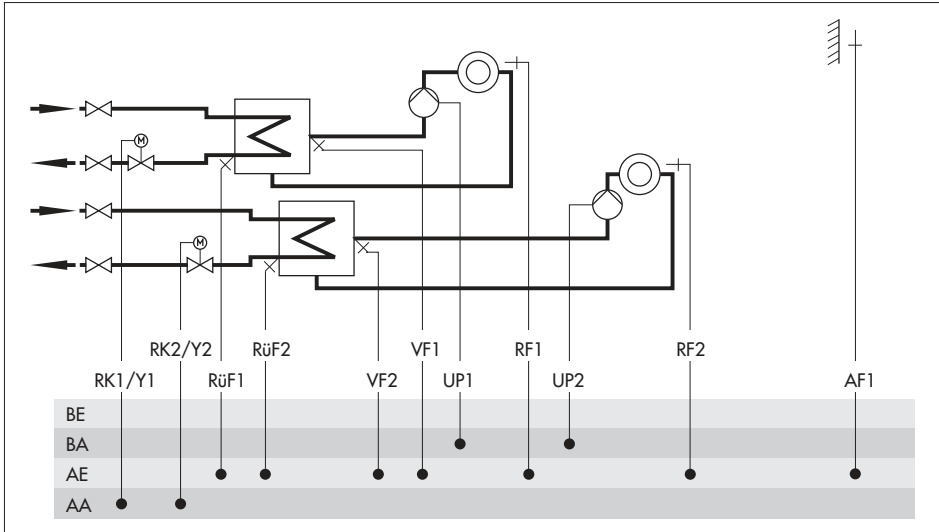 M
M
RK2/Y2 RüF2 VF1 RF1 RF2
RK1/Y1 RüF1 VF2 UP1 UP2 AF1
BE
BA
AE
AA